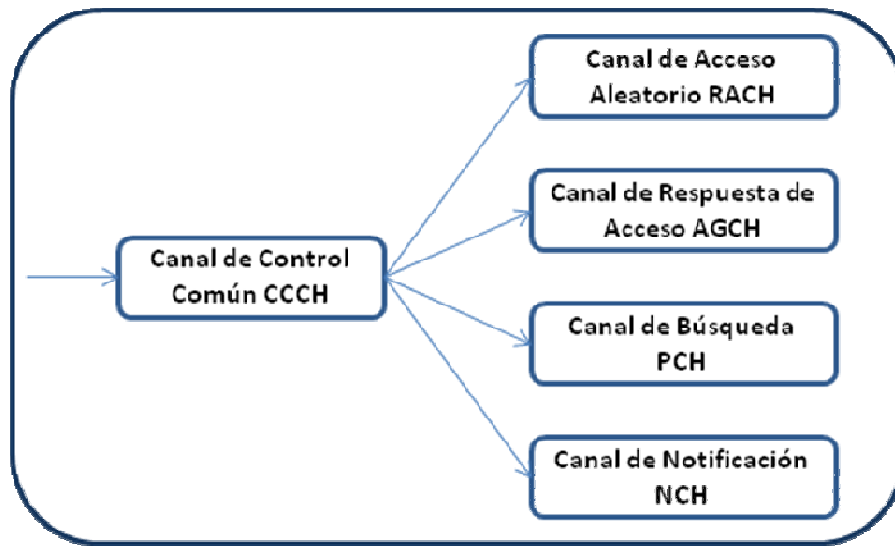 Canal de Acceso
Aleatorio RACH
Canal de Respuesta de
Acceso AGCH
Canal de Control
Común CCCH
Canal de Búsqueda
PCH
Canal de Notificación
NCH